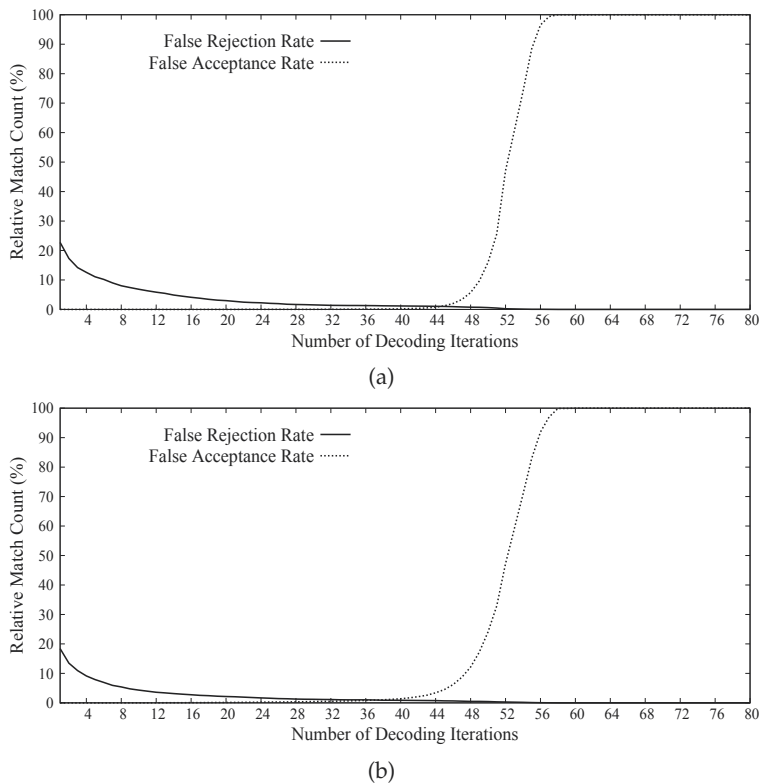 100
90
80
70
60
50
40
30
20
10
0
Relative Match Count (%)
False Rejection Rate
False Acceptance Rate
4 8 12 16 20 24 28 32 36 40 44 48 52 56 60 64 68 72 76 80
Number of Decoding Iterations
(a)
100
90
80
70
60
50
40
30
20
10
0
Relative Match Count (%)
False Rejection Rate
False Acceptance Rate
4 8 12 16 20 24 28 32 36 40 44 48 52 56 60 64 68 72 76 80
Number of Decoding Iterations
(b)